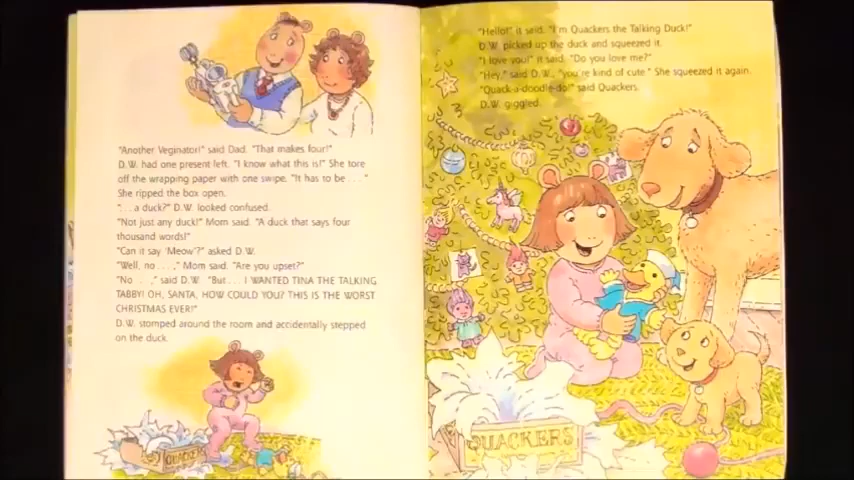 "Another Veginator!" said Dad. "That makes four!"
D.W. had one present left. "I know what this is!" She tore
off the wrapping paper with one swipe. "It has to be . . ."
She ripped the box open.
". . . a duck?" D.W. looked confused.
"Not just any duck!" Mom said. "A duck that says four
thousand words!"
"Can it say 'Meow'?" asked D.W.
"Well, no . . . ," Mom said. "Are you upset?"
"No . . . ," said D.W. "But . . . I WANTED TINA THE TALKING
TABBY! OH, SANTA, HOW COULD YOU? THIS IS THE WORST
CHRISTMAS EVER!"
D.W. stomped around the room and accidentally stepped
on the duck.
QUACKERS
"Hello!" it said. "I'm Quackers the Talking Duck!"
D.W. picked up the duck and squeezed it.
"I love you!" it said. "Do you love me?"
"Hey," said D.W., "you're kind of cute." She squeezed it again.
"Quack-a-doodle-do!" said Quackers.
D.W. giggled.
QUACKERS